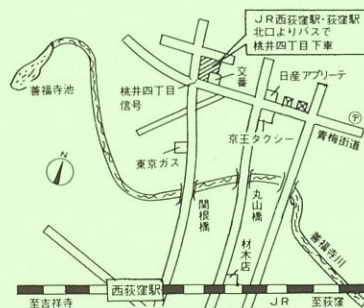 JR西荻窪駅・荻窪駅
北口よりバスで
桃井四丁目下車
交番
日産アプリーテ
善福寺池
桃井四丁目
信号
〒
京王タクシー
青梅街道
東京ガス
N
関根橋
丸山橋
善福寺川
材木店
西荻窪駅
至吉祥寺
JR
至荻窪